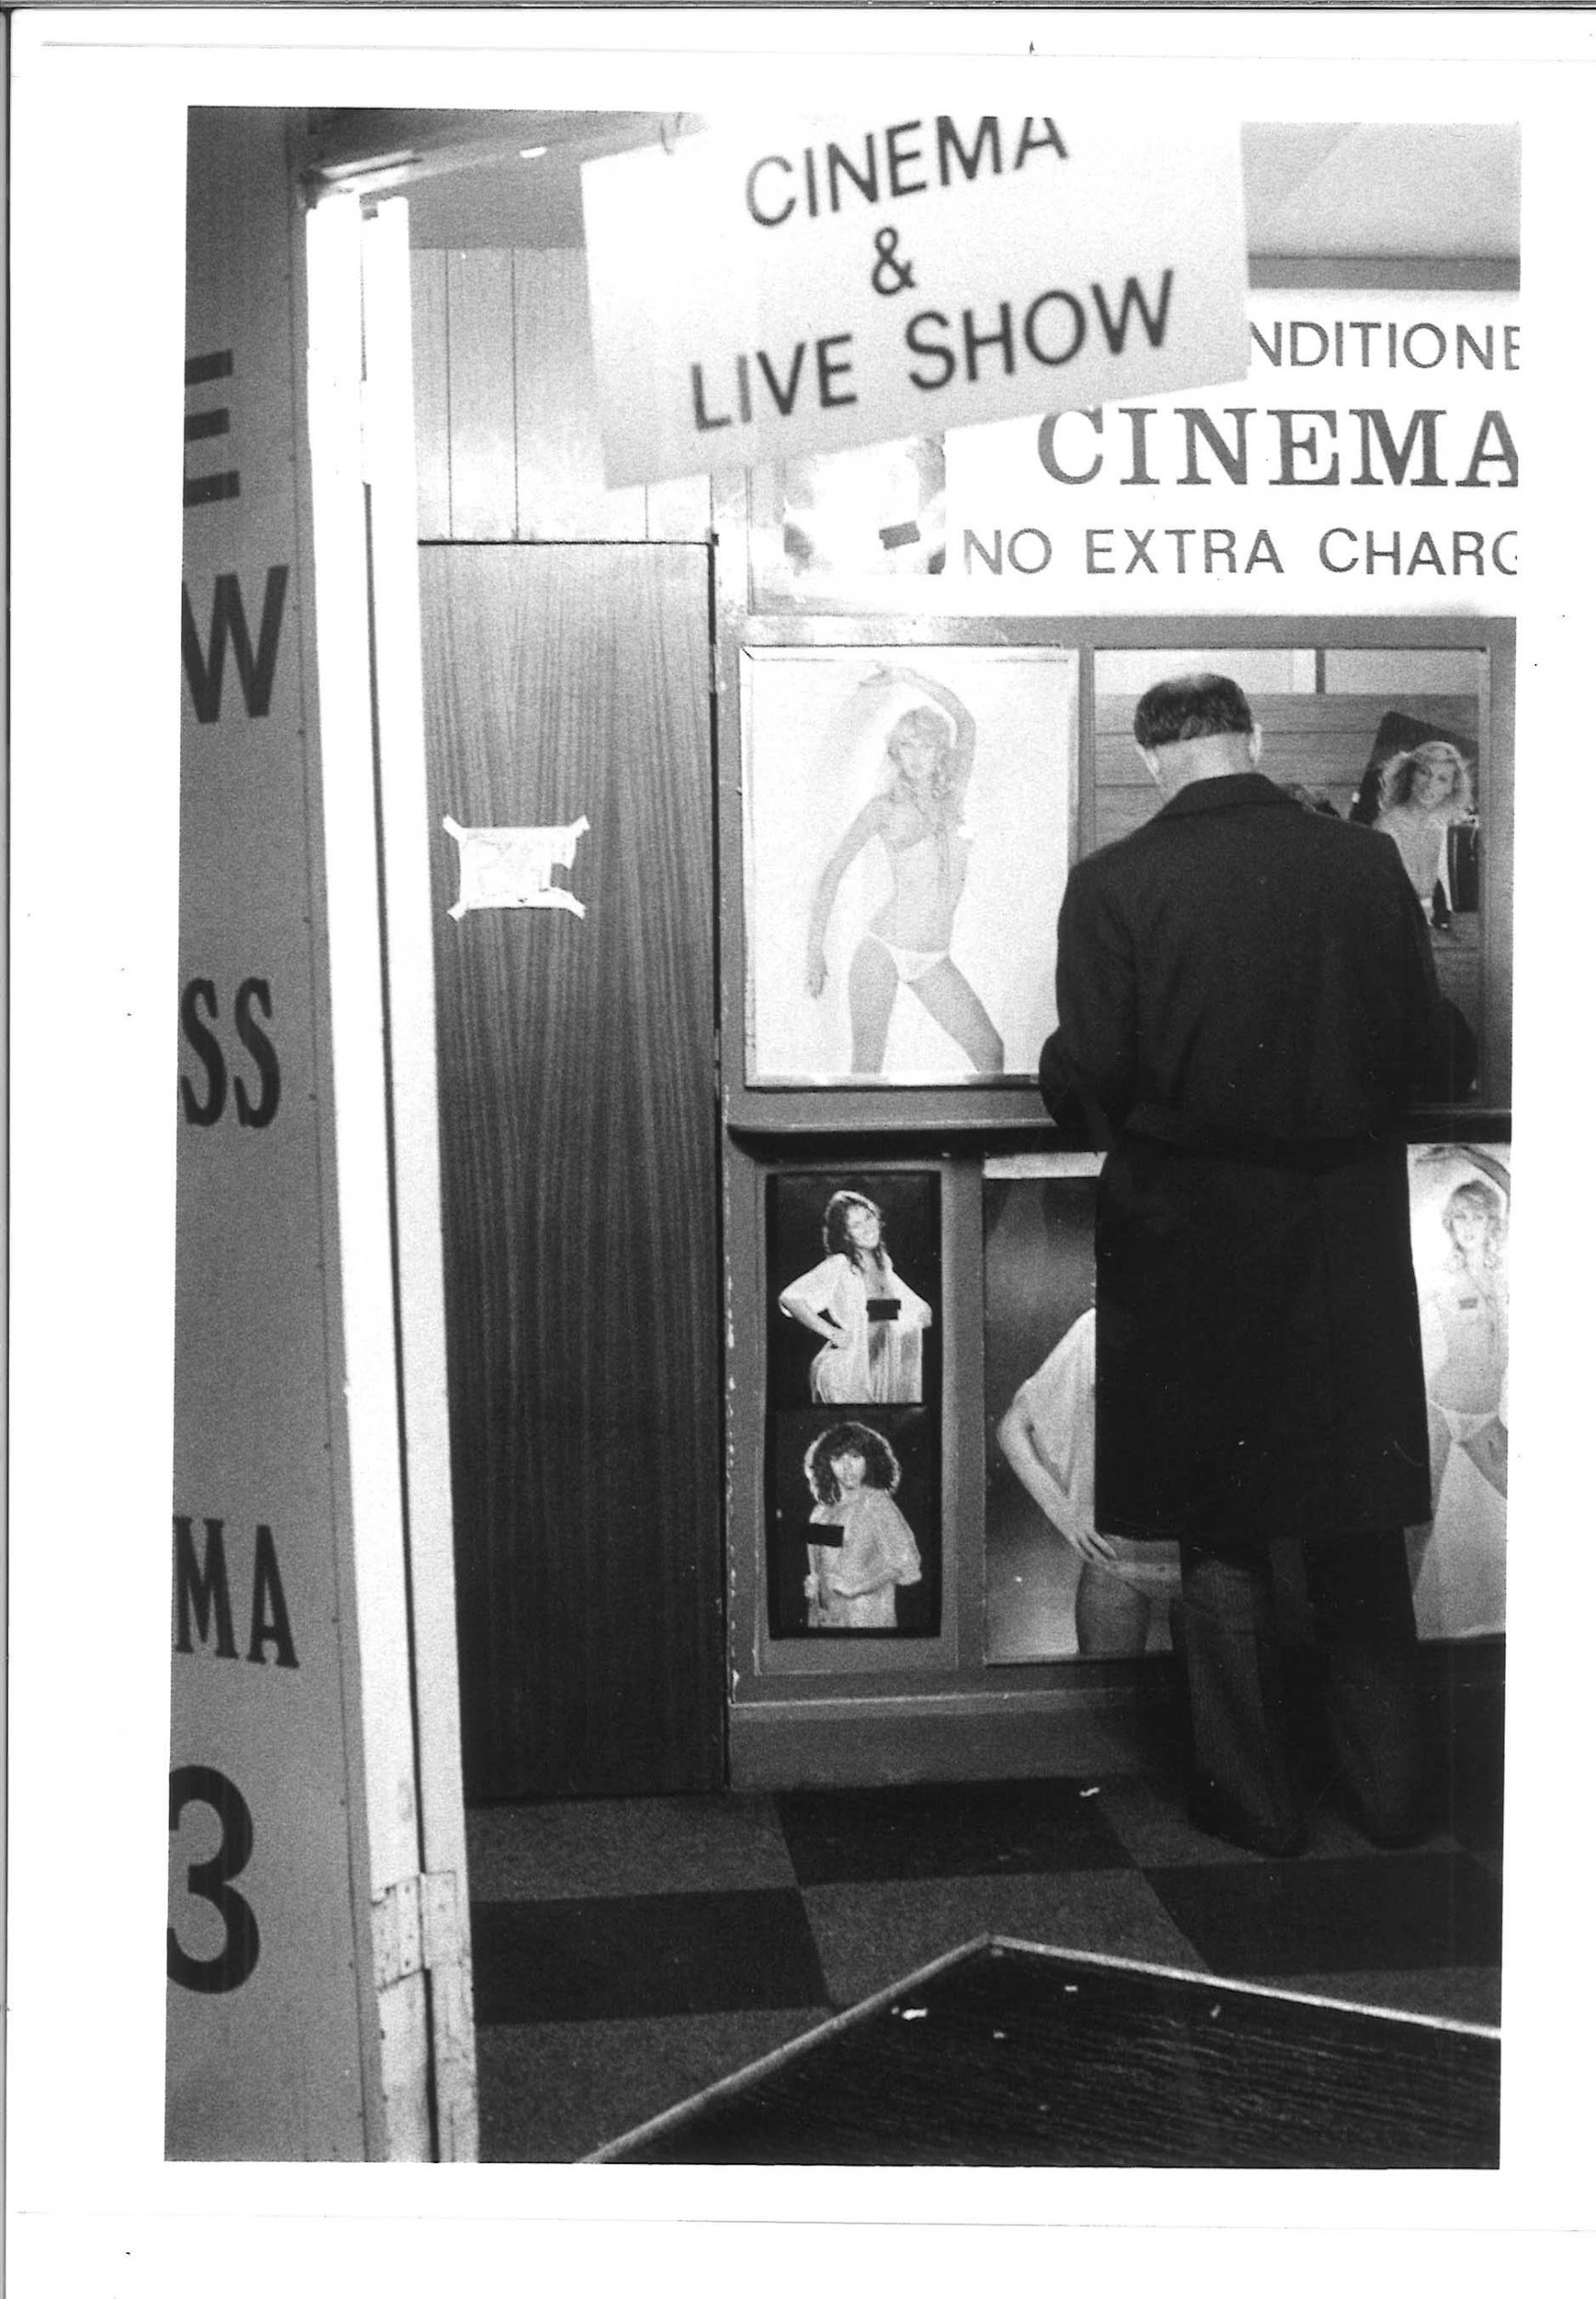 CINEMA
&
LIVE SHOW
NDITIONE
CINEMA
NO EXTRA CHARG
E
W
SS
MA
3